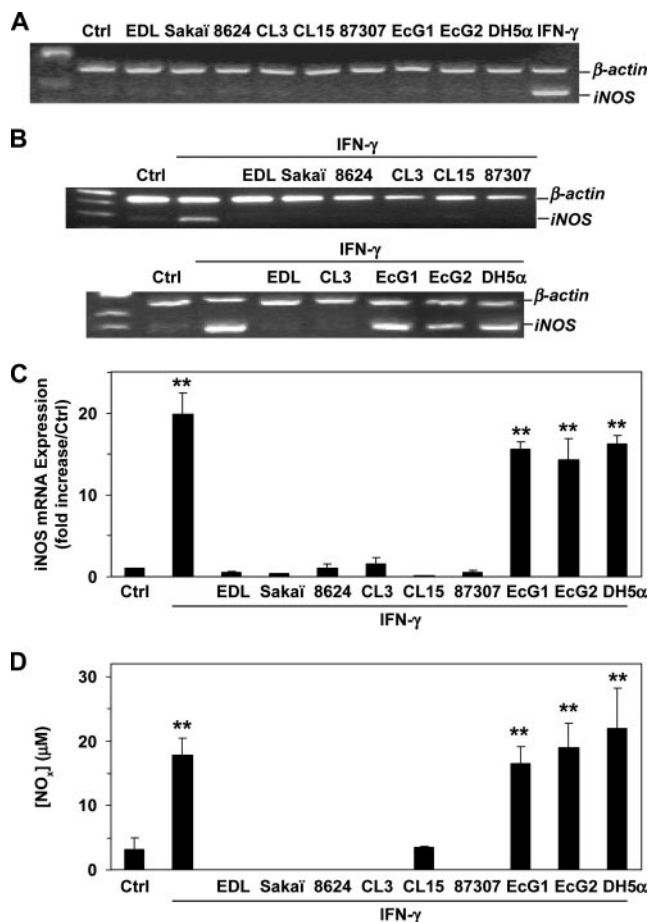 A
Ctrl EDL Sakaï 8624 CL3 CL15 87307 EcG1 EcG2 DH5α IFN-γ
β-actin
iNOS
B
IFN-γ
Ctrl EDL Sakaï 8624 CL3 CL15 87307
β-actin
iNOS
IFN-γ
Ctrl EDL CL3 EcG1 EcG2 DH5α
β-actin
iNOS
C
iNOS mRNA Expression
(fold increase/Ctrl)
20
10
0
** ** ** **
Ctrl EDL Sakaï 8624 CL3 CL15 87307 EcG1 EcG2 DH5α
IFN-γ
D
[NOx] (μM)
30
20
10
0
** ** ** **
Ctrl EDL Sakaï 8624 CL3 CL15 87307 EcG1 EcG2 DH5α
IFN-γ